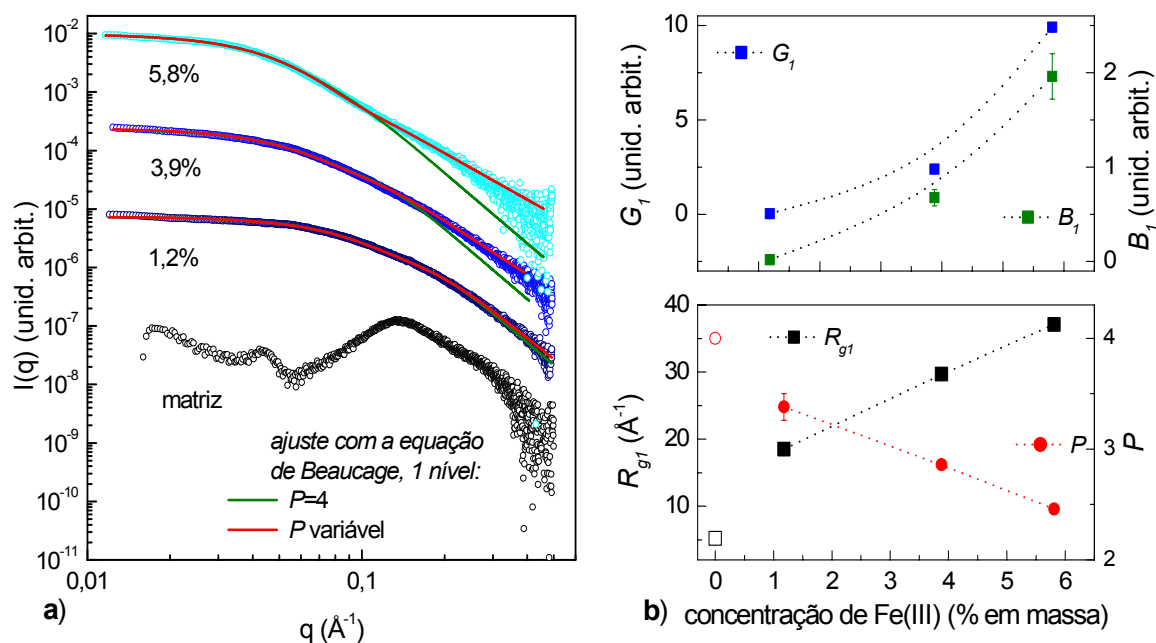 10⁻²
10⁻³
10⁻⁴
10⁻⁵
10⁻⁶
10⁻⁷
10⁻⁸
10⁻⁹
10⁻¹⁰
10⁻¹¹
I(q) (unid. arbit.)
5,8%
3,9%
1,2%
matriz
ajuste com a equação
de Beaucage, 1 nível:
P=4
P variável
0,01
0,1
a)
q (Å⁻¹)
10
5
0
G₁ (unid. arbit.)
G₁
B₁
2
1
0
B₁ (unid. arbit.)
40
30
20
10
R_g1 (Å⁻¹)
R_g1
P
4
3
2
P
0 1 2 3 4 5 6
b) concentração de Fe(III) (% em massa)